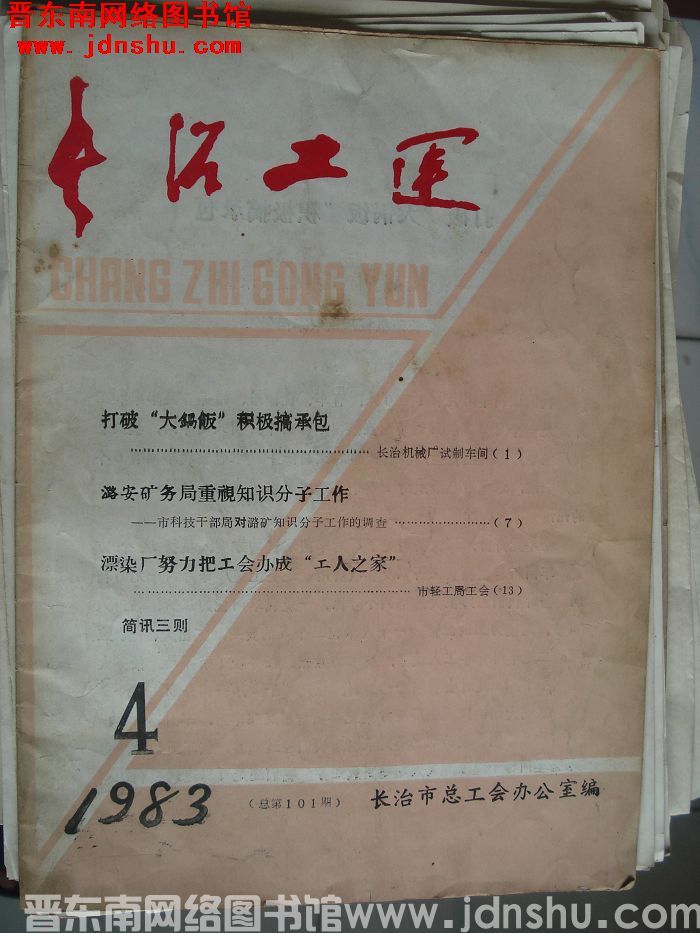 晋东南网络图书馆
www.jdnshu.com
长治工运
CHANG ZHI GONG YUN
打破“大鍋飯”积极搞承包
长治机械厂试制车间(1)
潞安矿务局重視知识分子工作
——市科技干部局对潞矿知识分子工作的调查 ……………………(7)
漂染厂努力把工会办成“工人之家”
市轻工局工会(13)
简讯三则
4
1983
(总第101期)
长治市总工会办公室编
晋东南网络图书馆www.jdnshu.com